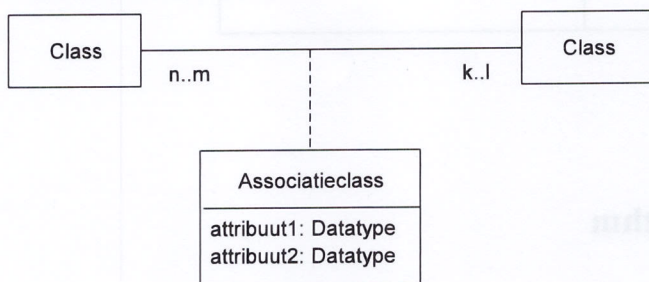 Class
Class
n..m
k..l
Associatieclass
attribuut1: Datatype
attribuut2: Datatype